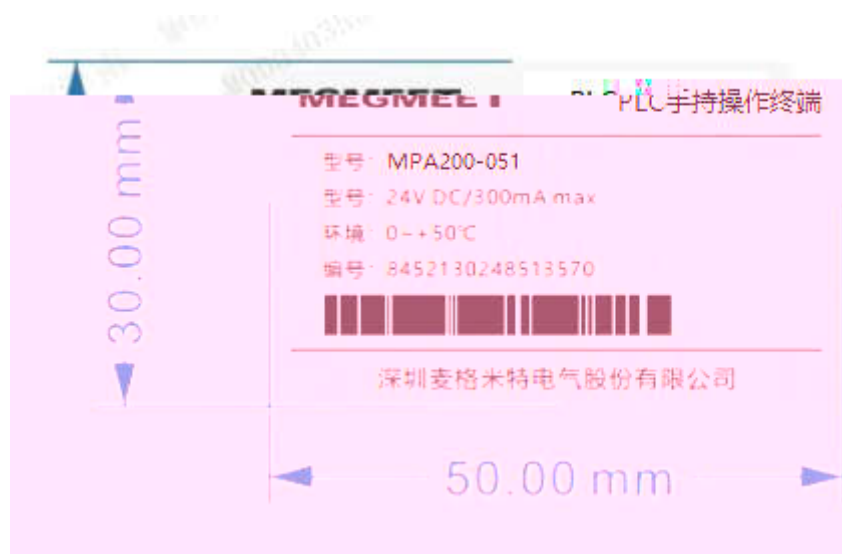 MEGMEET PLC手持操作终端
30.00 mm
型号: MPA200-051
型号: 24V DC/300mA max
环境: 0~+50℃
编号: 8452130248513570
深圳麦格米特电气股份有限公司
50.00 mm